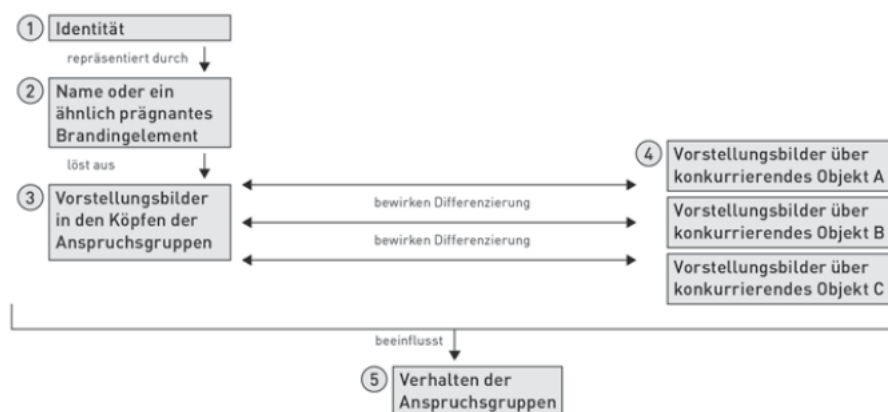 1 Identität
repräsentiert durch
2 Name oder ein
ähnlich prägnantes
Brandingelement
löst aus
3 Vorstellungsbilder
in den Köpfen der
Anspruchsgruppen
bewirken Differenzierung
bewirken Differenzierung
4 Vorstellungsbilder über
konkurrierendes Objekt A
Vorstellungsbilder über
konkurrierendes Objekt B
Vorstellungsbilder über
konkurrierendes Objekt C
beeinflusst
5 Verhalten der
Anspruchsgruppen